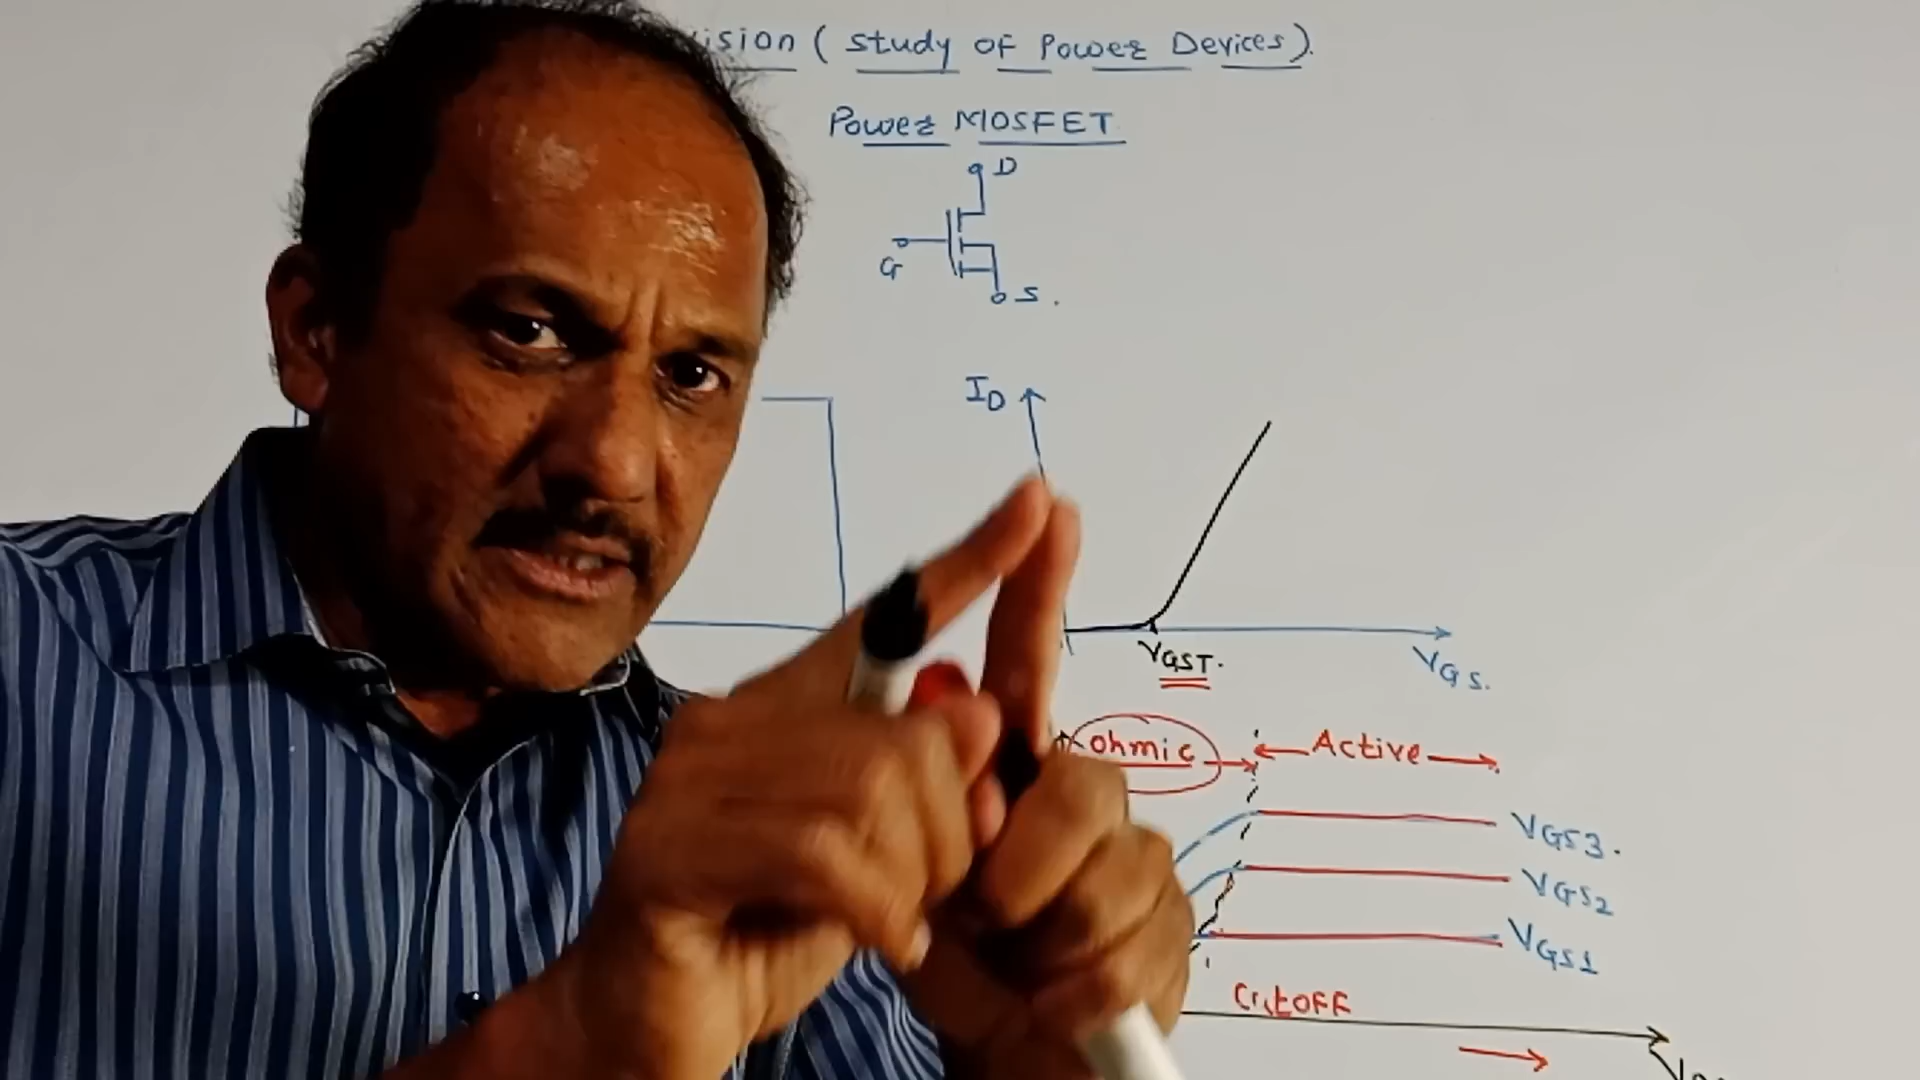 (study of Power Devices).
Power MOSFET
D
G
S.
ID
VGST.
VGS.
ohmic
Active
VGS3.
VGS2
VGS1
CutOFF